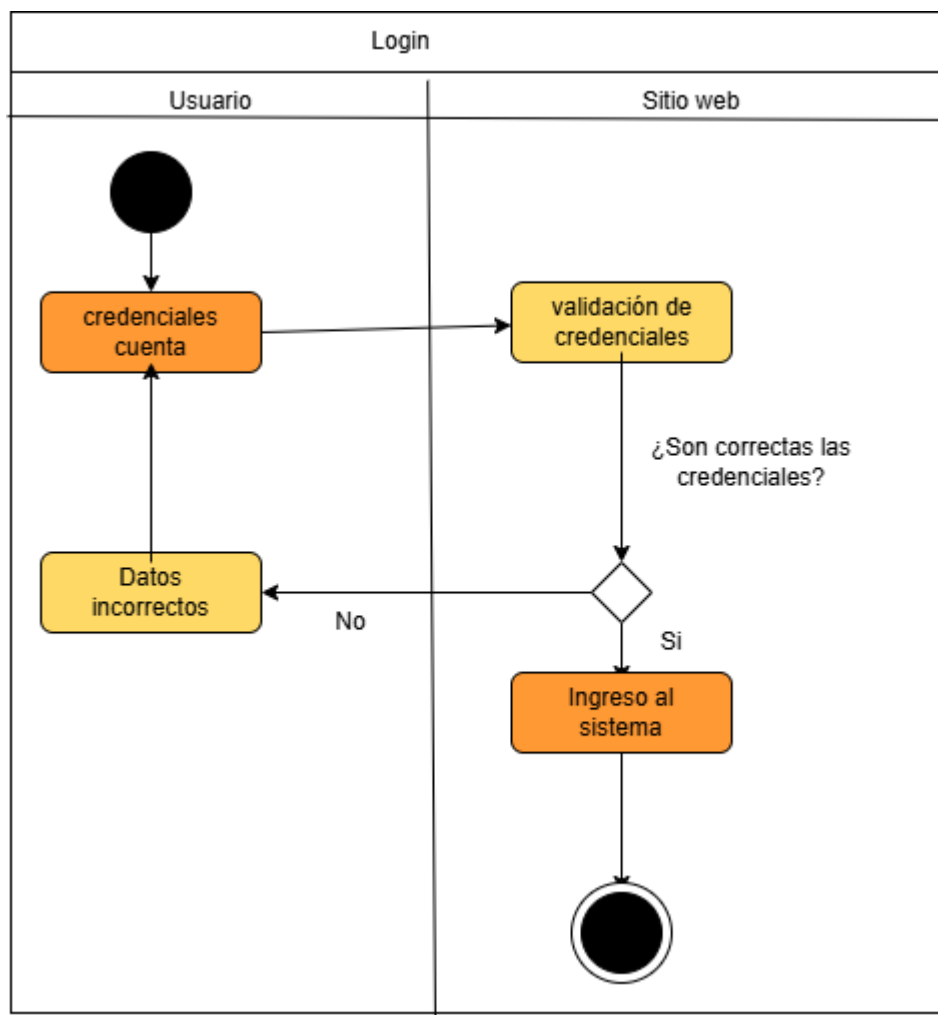 Login
Usuario
Sitio web
credenciales
cuenta
validación de
credenciales
¿Son correctas las
credenciales?
Datos
incorrectos
No
Si
Ingreso al
sistema